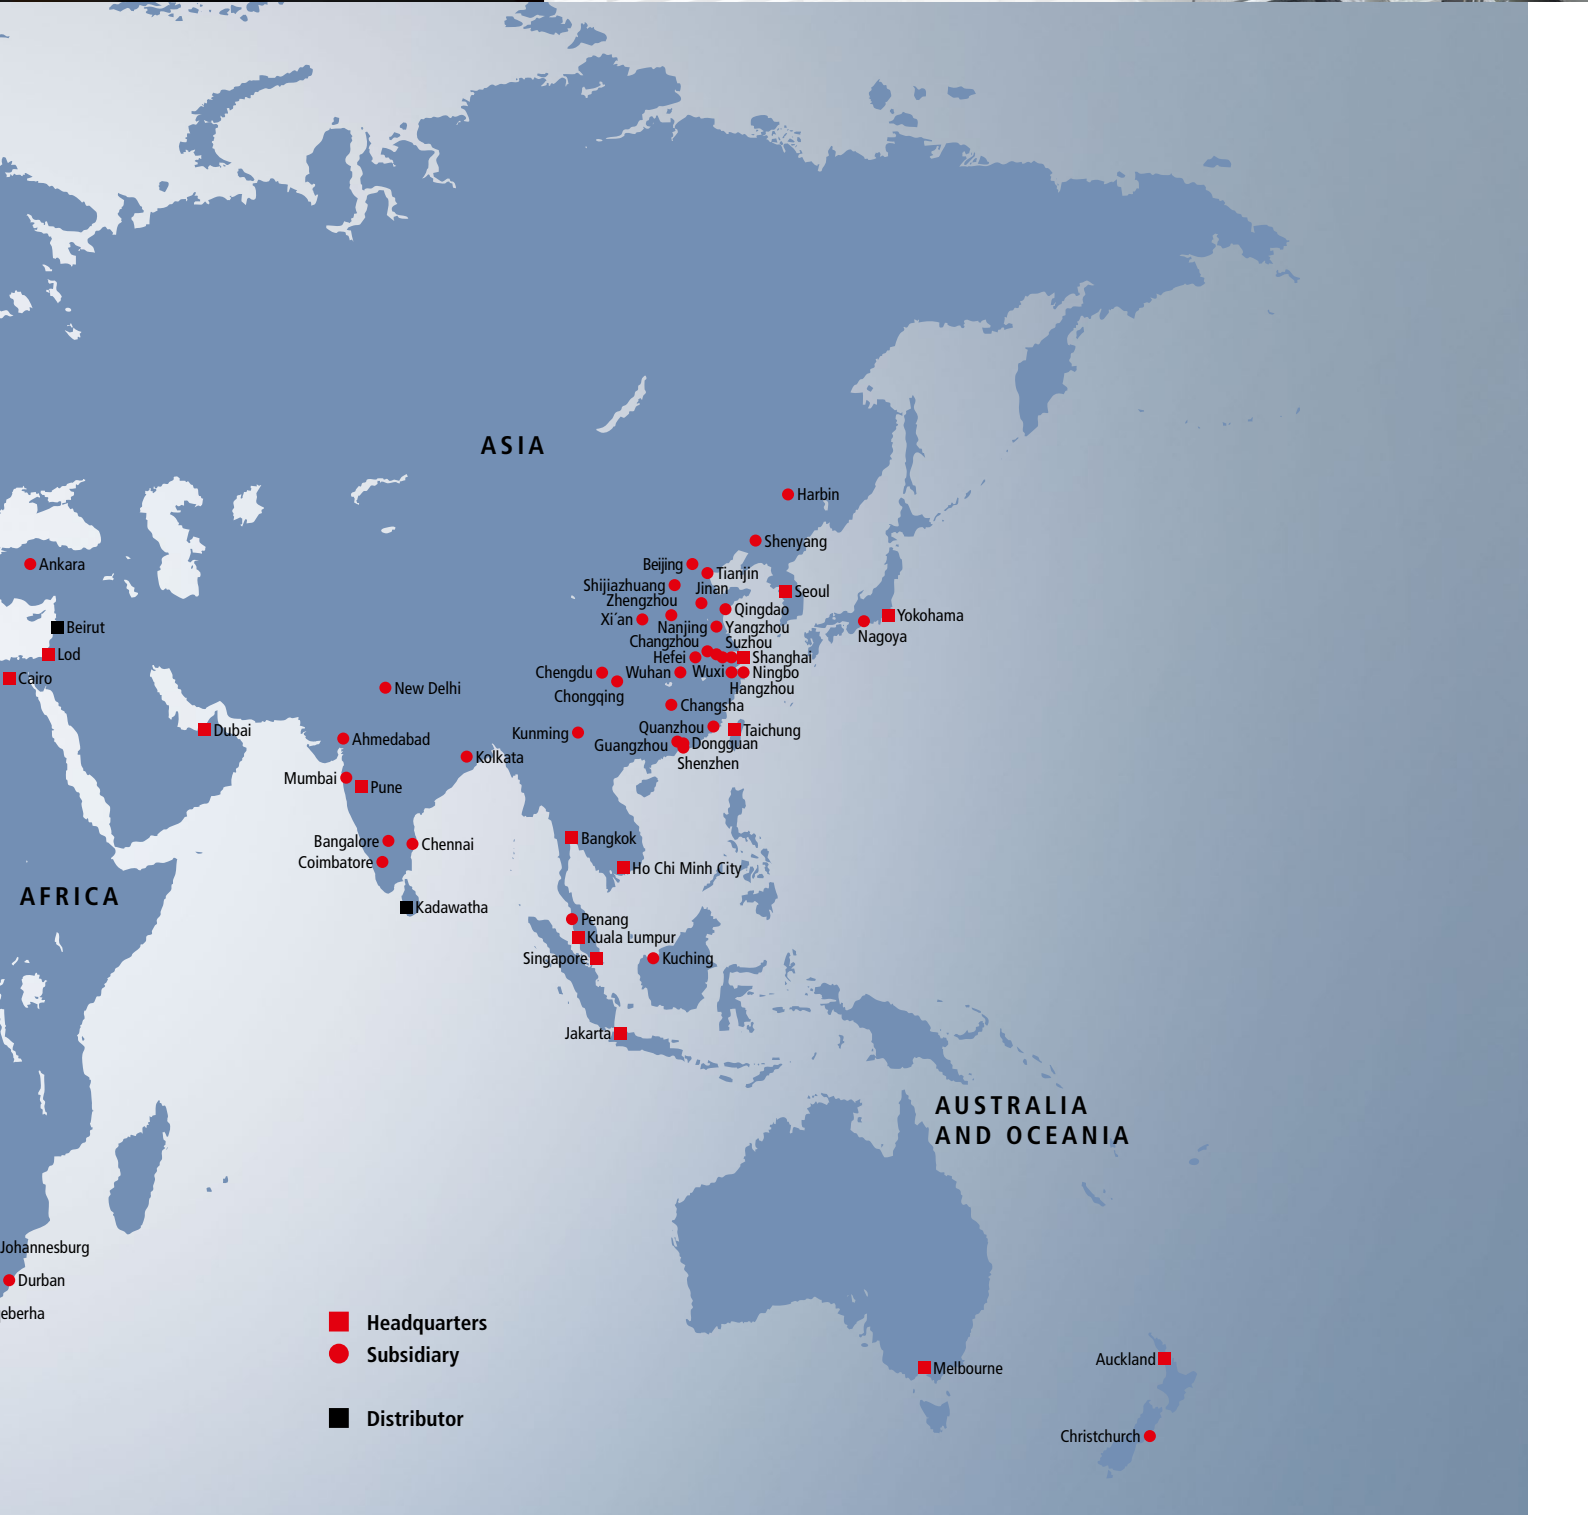 ASIA
Harbin
Shenyang
Ankara
Beijing
Tianjin
Shijiazhuang
Jinan
Seoul
Zhengzhou
Qingdao
Yokohama
Xi´an
Beirut
Nanjing
Yangzhou
Nagoya
Changzhou
Suzhou
Lod
Hefei
Shanghai
Cairo
Chengdu
Wuhan
Wuxi
Ningbo
New Delhi
Chongqing
Hangzhou
Changsha
Dubai
Quanzhou
Taichung
Ahmedabad
Kunming
Guangzhou
Dongguan
Kolkata
Shenzhen
Mumbai
Pune
Bangalore
Chennai
Bangkok
Coimbatore
Ho Chi Minh City
AFRICA
Kadawatha
Penang
Kuala Lumpur
Singapore
Kuching
Jakarta
AUSTRALIA
AND OCEANIA
Johannesburg
Durban
eberha
Headquarters
Subsidiary
Distributor
Melbourne
Auckland
Christchurch